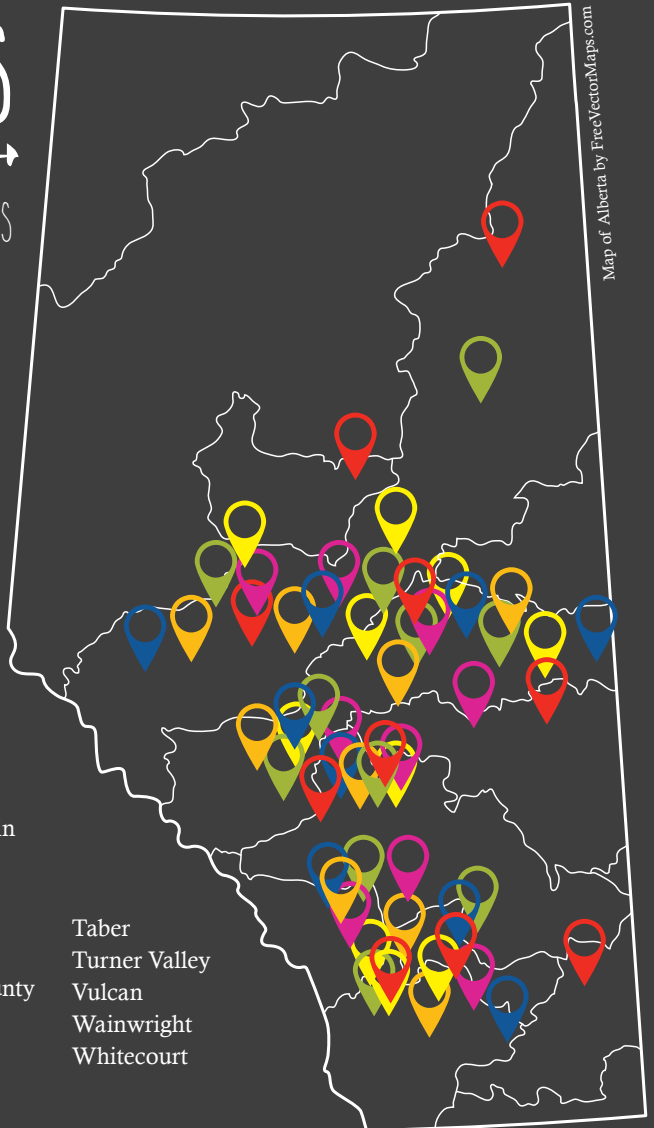 Map of Alberta by FreeVectorMaps.com
Taber
Turner Valley
Vulcan
Wainwright
Whitecourt